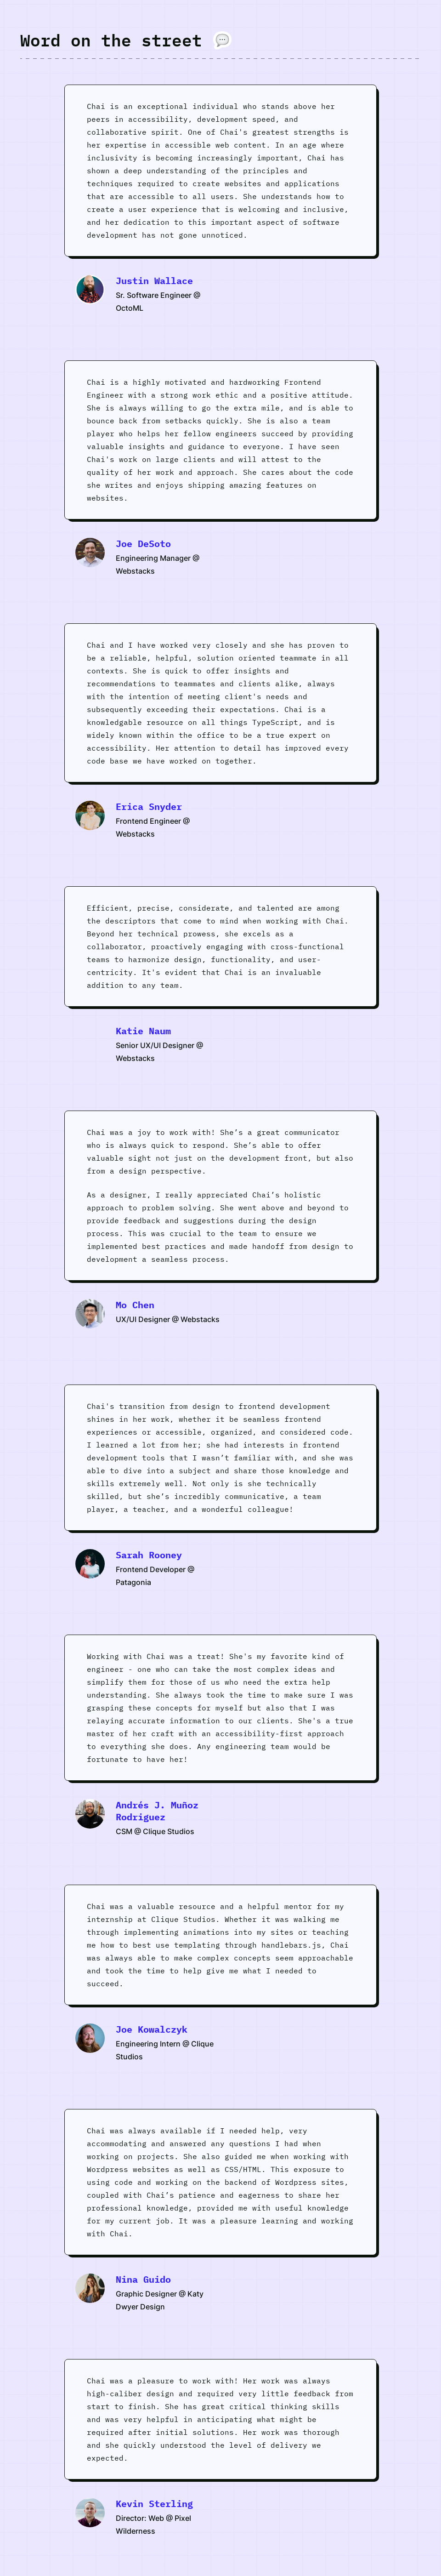 Word on the street 💬
Chai is an exceptional individual who stands above her
peers in accessibility, development speed, and
collaborative spirit. One of Chai's greatest strengths is
her expertise in accessible web content. In an age where
inclusivity is becoming increasingly important, Chai has
shown a deep understanding of the principles and
techniques required to create websites and applications
that are accessible to all users. She understands how to
create a user experience that is welcoming and inclusive,
and her dedication to this important aspect of software
development has not gone unnoticed.
Justin Wallace
Sr. Software Engineer @
OctoML
Chai is a highly motivated and hardworking Frontend
Engineer with a strong work ethic and a positive attitude.
She is always willing to go the extra mile, and is able to
bounce back from setbacks quickly. She is also a team
player who helps her fellow engineers succeed by providing
valuable insights and guidance to everyone. I have seen
Chai's work on large clients and will attest to the
quality of her work and approach. She cares about the code
she writes and enjoys shipping amazing features on
websites.
Joe DeSoto
Engineering Manager @
Webstacks
Chai and I have worked very closely and she has proven to
be a reliable, helpful, solution oriented teammate in all
contexts. She is quick to offer insights and
recommendations to teammates and clients alike, always
with the intention of meeting client's needs and
subsequently exceeding their expectations. Chai is a
knowledgable resource on all things TypeScript, and is
widely known within the office to be a true expert on
accessibility. Her attention to detail has improved every
code base we have worked on together.
Erica Snyder
Frontend Engineer @
Webstacks
Efficient, precise, considerate, and talented are among
the descriptors that come to mind when working with Chai.
Beyond her technical prowess, she excels as a
collaborator, proactively engaging with cross-functional
teams to harmonize design, functionality, and user-
centricity. It's evident that Chai is an invaluable
addition to any team.
Katie Naum
Senior UX/UI Designer @
Webstacks
Chai was a joy to work with! She’s a great communicator
who is always quick to respond. She’s able to offer
valuable sight not just on the development front, but also
from a design perspective.
As a designer, I really appreciated Chai’s holistic
approach to problem solving. She went above and beyond to
provide feedback and suggestions during the design
process. This was crucial to the team to ensure we
implemented best practices and made handoff from design to
development a seamless process.
Mo Chen
UX/UI Designer @ Webstacks
Chai's transition from design to frontend development
shines in her work, whether it be seamless frontend
experiences or accessible, organized, and considered code.
I learned a lot from her; she had interests in frontend
development tools that I wasn’t familiar with, and she was
able to dive into a subject and share those knowledge and
skills extremely well. Not only is she technically
skilled, but she’s incredibly communicative, a team
player, a teacher, and a wonderful colleague!
Sarah Rooney
Frontend Developer @
Patagonia
Working with Chai was a treat! She's my favorite kind of
engineer - one who can take the most complex ideas and
simplify them for those of us who need the extra help
understanding. She always took the time to make sure I was
grasping these concepts for myself but also that I was
relaying accurate information to our clients. She's a true
master of her craft with an accessibility-first approach
to everything she does. Any engineering team would be
fortunate to have her!
Andrés J. Muñoz
Rodriguez
CSM @ Clique Studios
Chai was a valuable resource and a helpful mentor for my
internship at Clique Studios. Whether it was walking me
through implementing animations into my sites or teaching
me how to best use templating through handlebars.js, Chai
was always able to make complex concepts seem approachable
and took the time to help give me what I needed to
succeed.
Joe Kowalczyk
Engineering Intern @ Clique
Studios
Chai was always available if I needed help, very
accommodating and answered any questions I had when
working on projects. She also guided me when working with
Wordpress websites as well as CSS/HTML. This exposure to
using code and working on the backend of Wordpress sites,
coupled with Chai’s patience and eagerness to share her
professional knowledge, provided me with useful knowledge
for my current job. It was a pleasure learning and working
with Chai.
Nina Guido
Graphic Designer @ Katy
Dwyer Design
Chai was a pleasure to work with! Her work was always
high-caliber design and required very little feedback from
start to finish. She has great critical thinking skills
and was very helpful in anticipating what might be
required after initial solutions. Her work was thorough
and she quickly understood the level of delivery we
expected.
Kevin Sterling
Director: Web @ Pixel
Wilderness